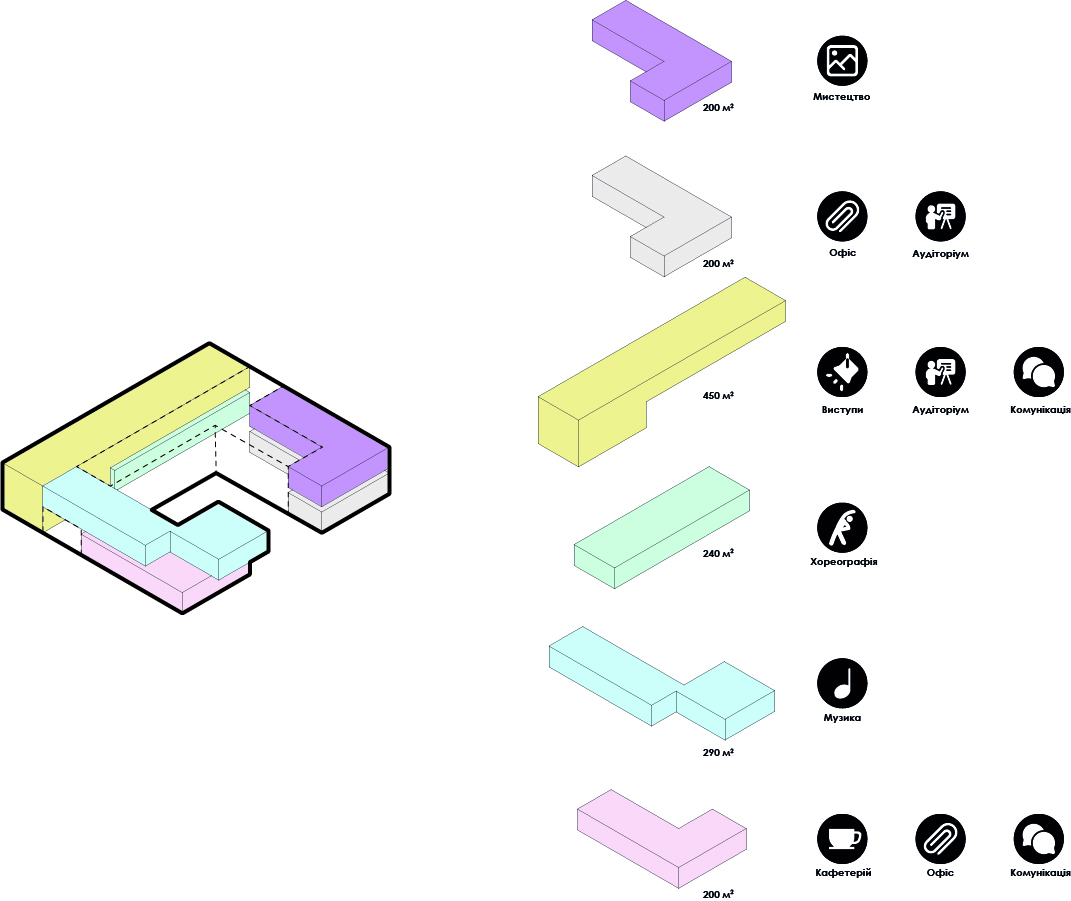 200 м²
Мистецтво
200 м²
Офіс
Аудіторіум
450 м²
Виступи
Аудіторіум
Комунікація
240 м²
Хореографія
290 м²
Музика
200 м²
Кафетерій
Офіс
Комунікація